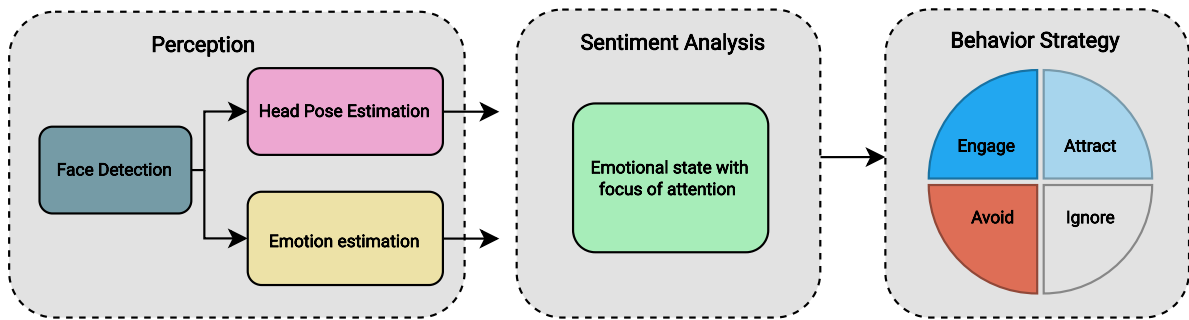 Perception
Face Detection
Head Pose Estimation
Emotion estimation
Sentiment Analysis
Emotional state with
focus of attention
Behavior Strategy
Engage
Attract
Avoid
Ignore